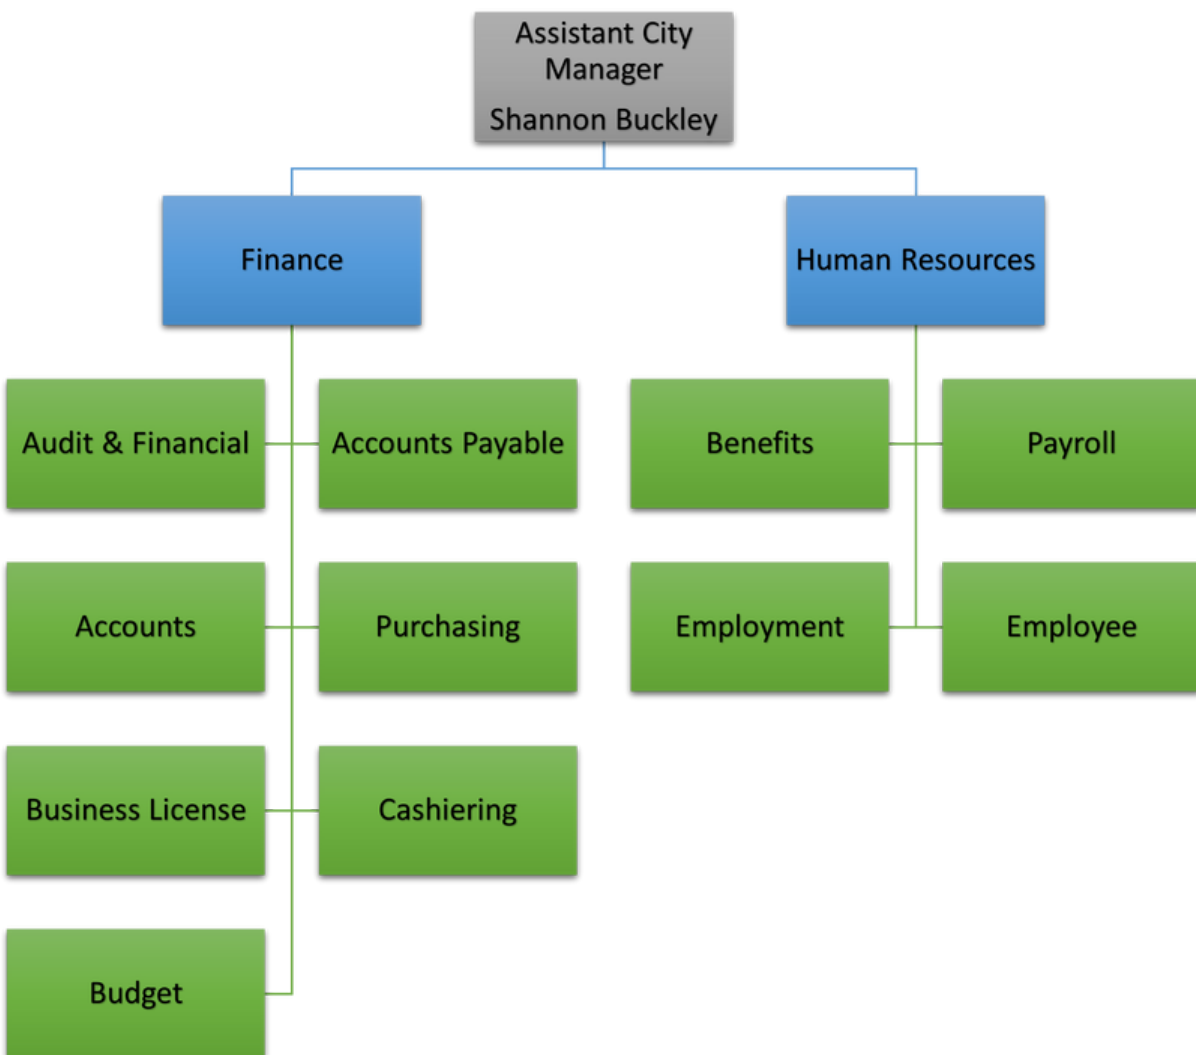 Assistant City
Manager
Shannon Buckley
Finance
Human Resources
Audit & Financial
Accounts Payable
Benefits
Payroll
Accounts
Purchasing
Employment
Employee
Business License
Cashiering
Budget